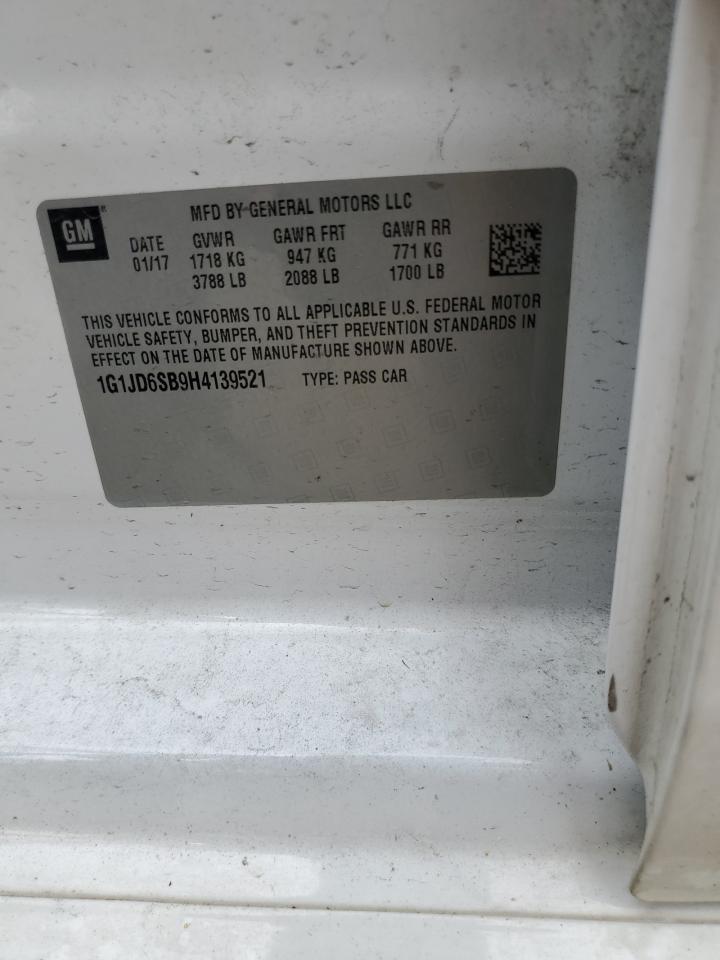 GM
MFD BY GENERAL MOTORS LLC
DATE GVWR GAWR FRT GAWR RR
01/17 1718 KG 947 KG 771 KG
3788 LB 2088 LB 1700 LB
THIS VEHICLE CONFORMS TO ALL APPLICABLE U.S. FEDERAL MOTOR
VEHICLE SAFETY, BUMPER, AND THEFT PREVENTION STANDARDS IN
EFFECT ON THE DATE OF MANUFACTURE SHOWN ABOVE.
1G1JD6SB9H4139521 TYPE: PASS CAR